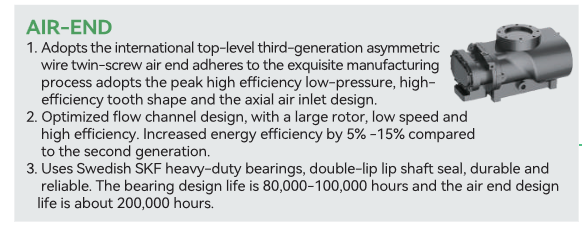 AIR-END
1. Adopts the international top-level third-generation asymmetric
wire twin-screw air end adheres to the exquisite manufacturing
process adopts the peak high efficiency low-pressure, high-
efficiency tooth shape and the axial air inlet design.
2. Optimized flow channel design, with a large rotor, low speed and
high efficiency. Increased energy efficiency by 5% -15% compared
to the second generation.
3. Uses Swedish SKF heavy-duty bearings, double-lip lip shaft seal, durable and
reliable. The bearing design life is 80,000-100,000 hours and the air end design
life is about 200,000 hours.